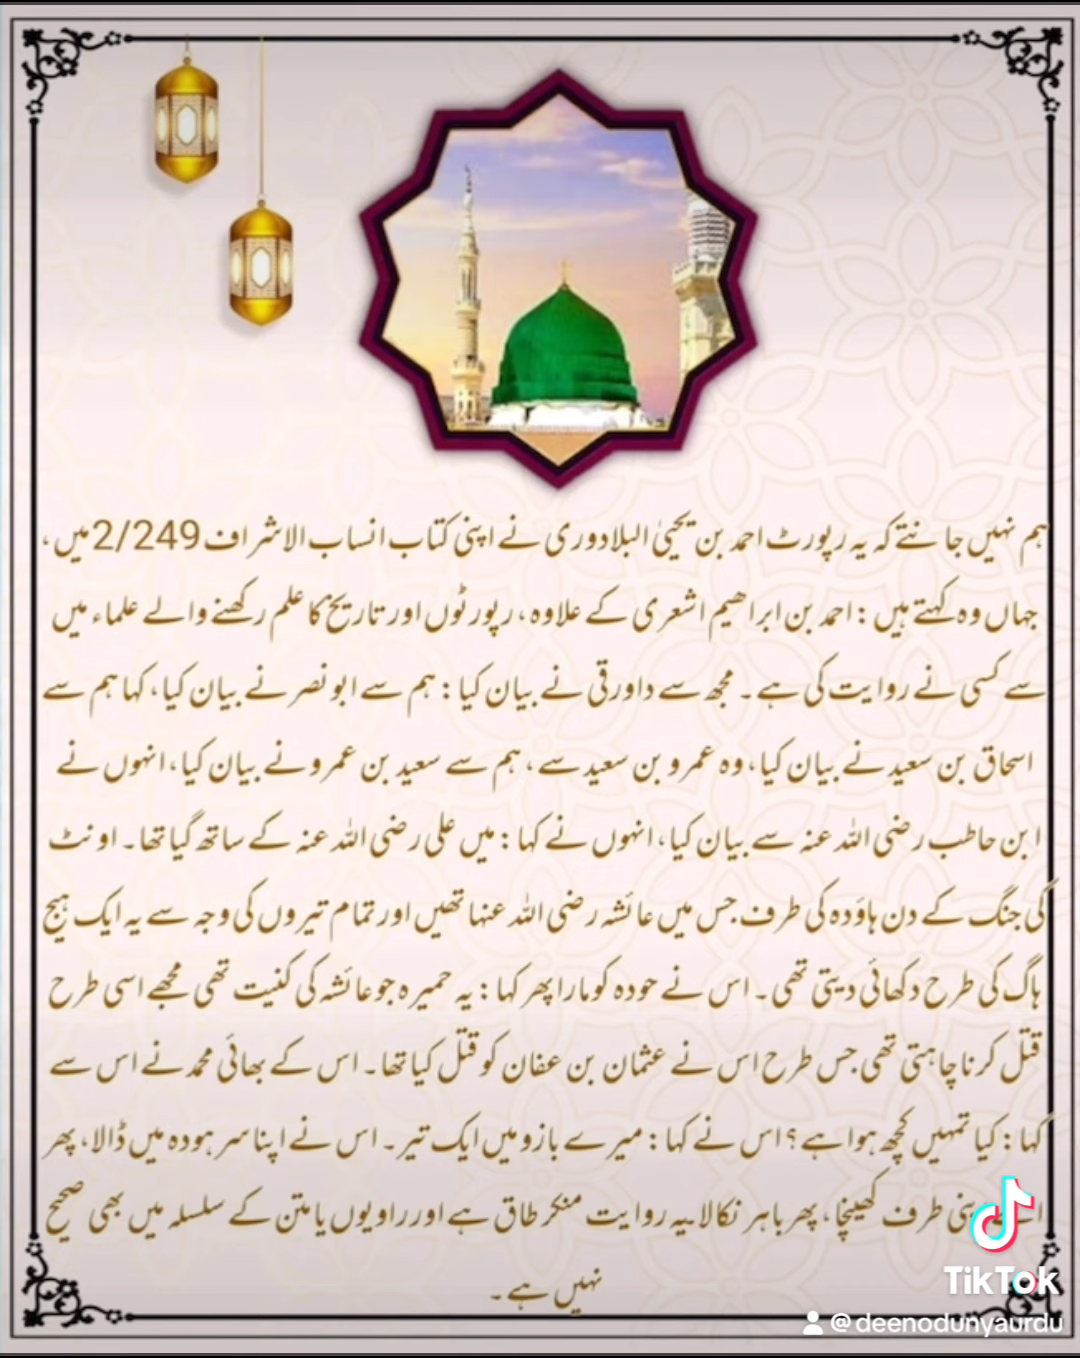 ہم نہیں جانتے کہ یہ رپورٹ احمد بن یحییٰ البلادوری نے اپنی کتاب انساب الاشراف 2/249 میں،
جہاں وہ کہتے ہیں : احمد بن ابراھیم اشعری کے علاوہ، رپورٹوں اور تاریخ کا علم رکھنے والے علماء میں
سے کسی نے روایت کی ہے۔ مجھ سے داورقی نے بیان کیا : ہم سے ابو نصر نے بیان کیا، کہا ہم سے
اسحاق بن سعید نے بیان کیا، وہ عمرو بن سعید سے، ہم سے سعید بن عمرو نے بیان کیا، انہوں نے
ابن حاطب رضی اللہ عنہ سے بیان کیا، انہوں نے کہا : میں علی رضی اللہ عنہ کے ساتھ گیا تھا۔ اونٹ
کی جنگ کے دن ہاؤدہ کی طرف جس میں عائشہ رضی اللہ عنہا تھیں اور تمام تیروں کی وجہ سے یہ ایک ہیج
ہاگ کی طرح دکھائی دیتی تھی۔ اس نے حودہ کو مارا پھر کہا : یہ حمیرہ جو عائشہ کی کنیت تھی مجھے اسی طرح
قتل کرنا چاہتی تھی جس طرح اس نے عثمان بن عفان کو قتل کیا تھا۔ اس کے بھائی محمد نے اس سے
کہا : کیا تمہیں کچھ ہوا ہے ؟ اس نے کہا : میرے بازو میں ایک تیر۔ اس نے اپنا سر ہودہ میں ڈالا، پھر
طرف کھینچا، پھر باہر نکالا یہ روایت منکر طاق ہے اور راویوں یا متن کے سلسلہ میں بھی صحیح
نہیں ہے۔
TikTok
@deenodunyaurdu